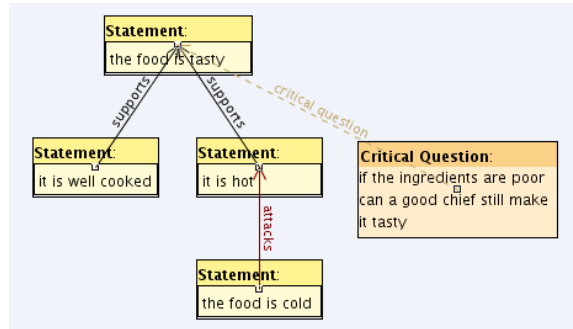 Statement:
the food is tasty
supports
supports
critical question
Statement:
it is well cooked
Statement:
it is hot
Critical Question:
if the ingredients are poor
can a good chief still make
it tasty
attacks
Statement:
the food is cold